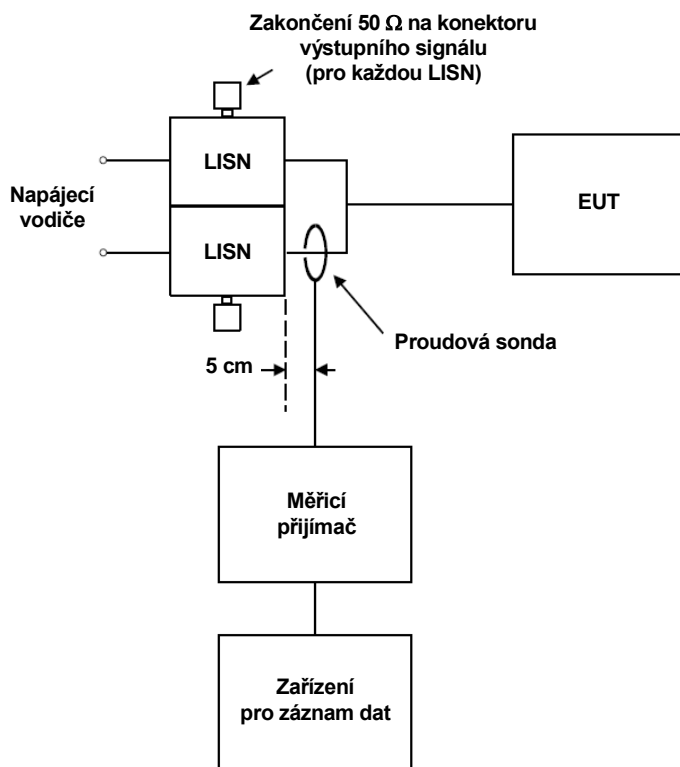 Zakončení 50 Ω na konektoru
výstupního signálu
(pro každou LISN)
LISN
Napájecí
vodiče
LISN
EUT
Proudová sonda
5 cm
Měřicí
přijímač
Zařízení
pro záznam dat